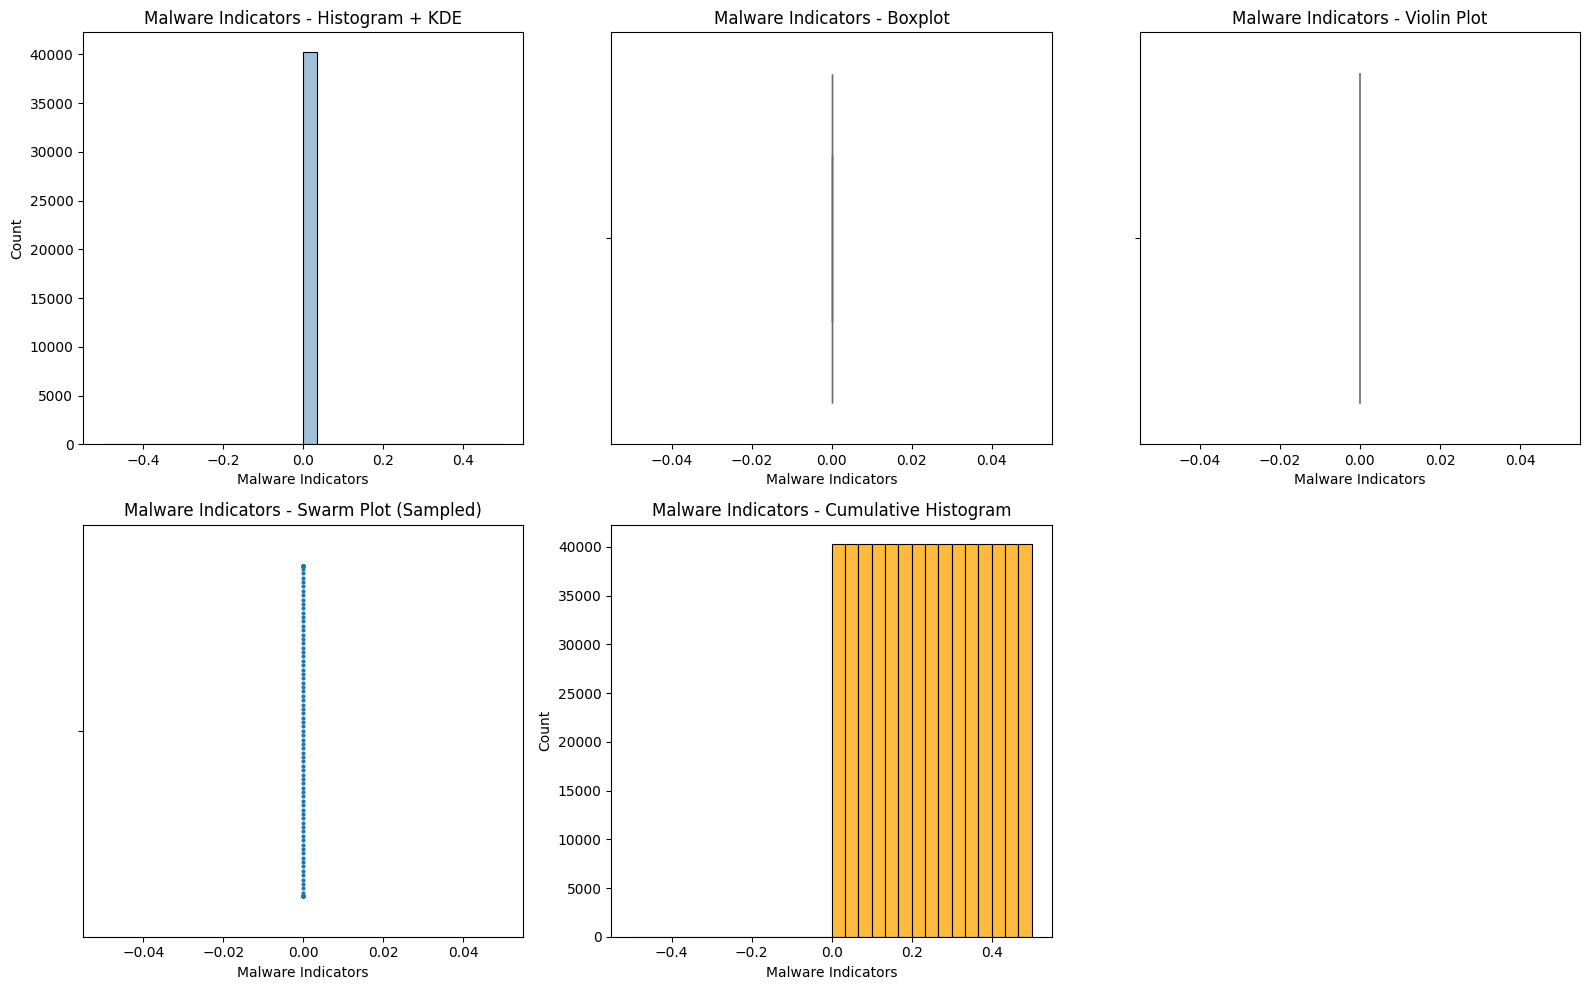 Malware Indicators - Histogram + KDE
Count
40000
35000
30000
25000
20000
15000
10000
5000
0
−0.4 −0.2 0.0 0.2 0.4
Malware Indicators
Malware Indicators - Boxplot
−0.04 −0.02 0.00 0.02 0.04
Malware Indicators
Malware Indicators - Violin Plot
−0.04 −0.02 0.00 0.02 0.04
Malware Indicators
Malware Indicators - Swarm Plot (Sampled)
−0.04 −0.02 0.00 0.02 0.04
Malware Indicators
Malware Indicators - Cumulative Histogram
Count
40000
35000
30000
25000
20000
15000
10000
5000
0
−0.4 −0.2 0.0 0.2 0.4
Malware Indicators